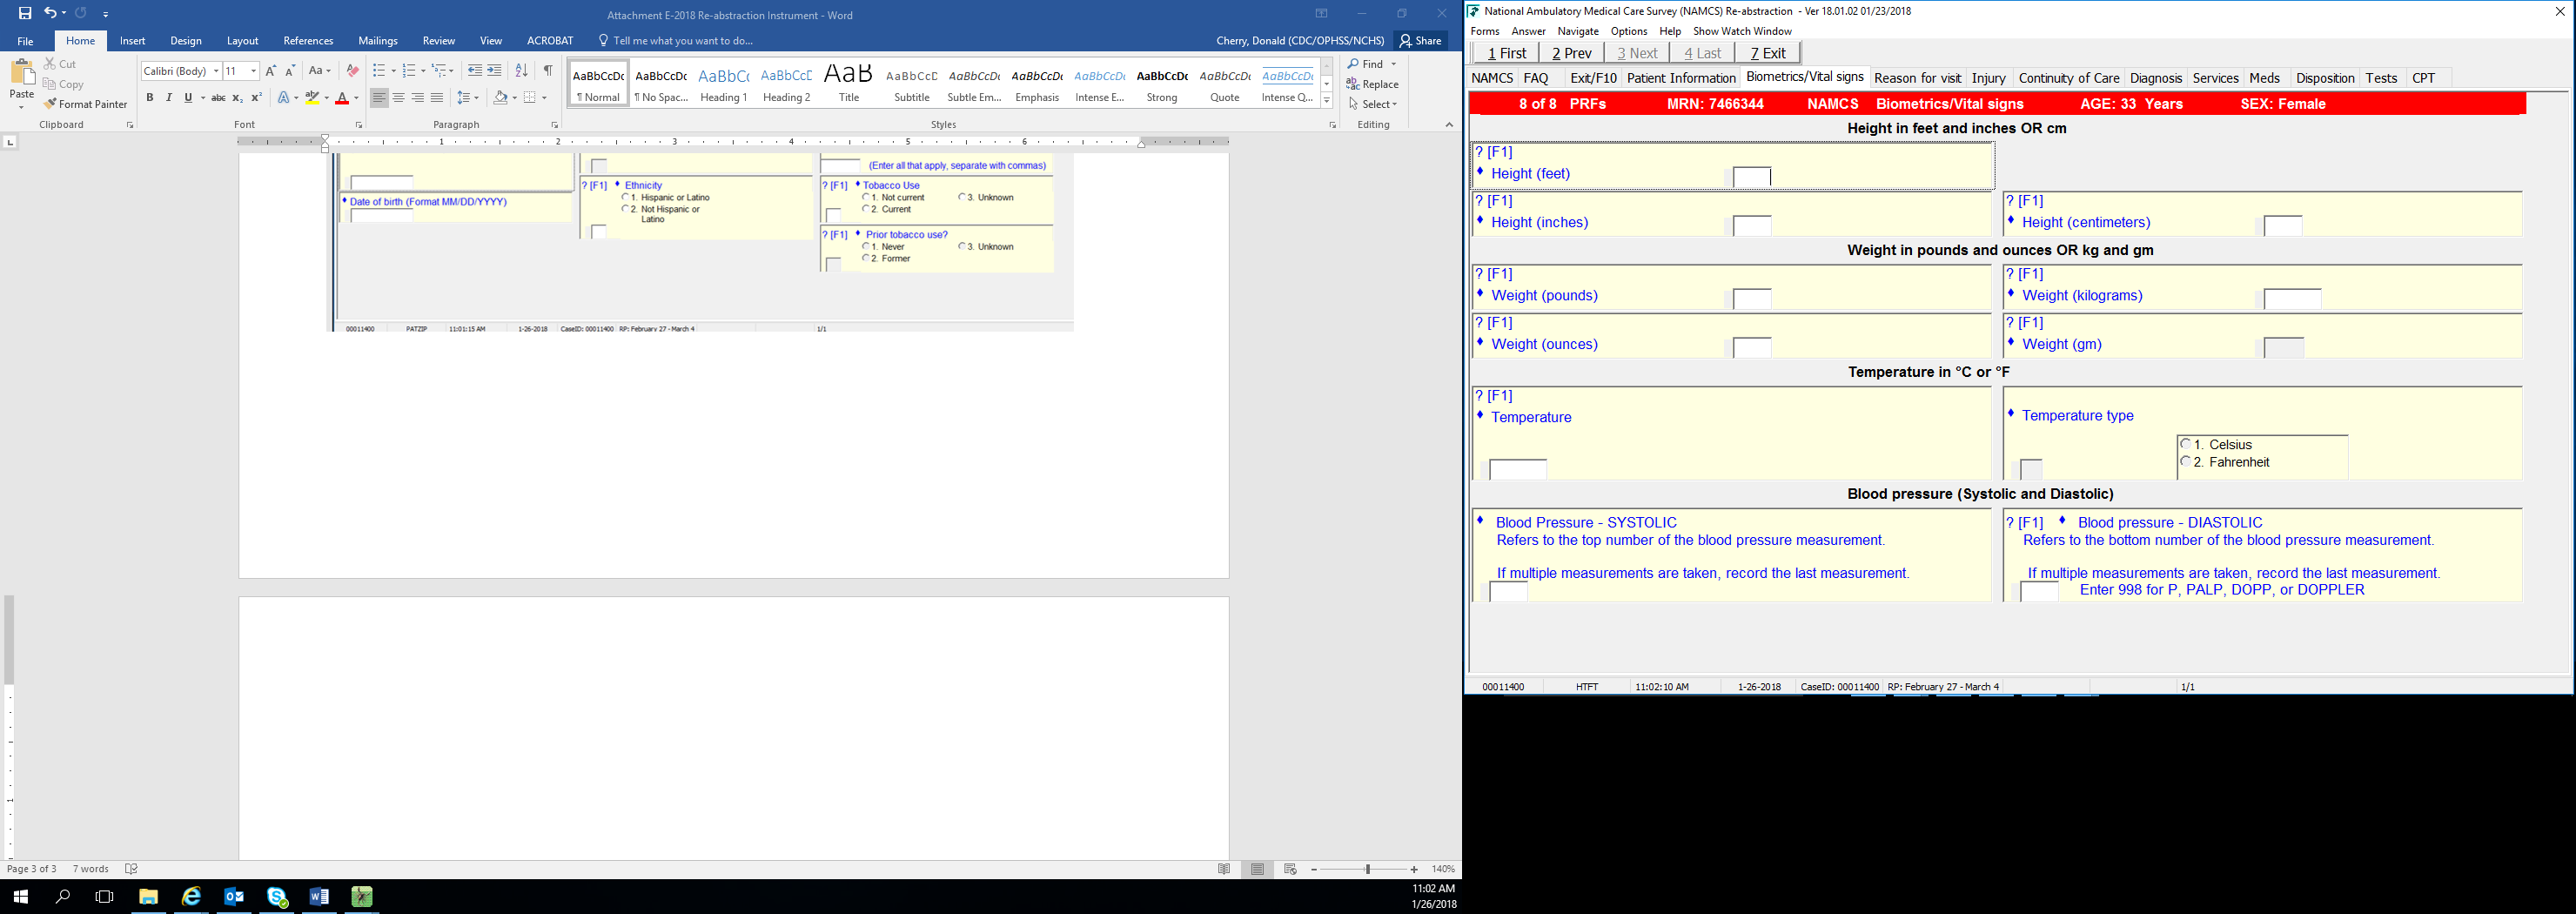 Attachment E-2018 Re-abstraction Instrument - Word
File Home Insert Design Layout References Mailings Review View ACROBAT Tell me what you want to do...
Cherry, Donald (CDC/OPHSS/NCHS) Share
Paste
Cut
Copy
Format Painter
Clipboard
Calibri (Body) 11
Font
Paragraph
AaBbCcDc AaBbCcDc AaBbCc AaBbCcD AaB AaBbCcD AaBbCcDc AaBbCcDc AaBbCcDc AaBbCcDc AaBbCcDc AaBbCcDc
¶ Normal ¶ No Spac... Heading 1 Heading 2 Title Subtitle Subtle Em... Emphasis Intense E... Strong Quote Intense Q...
Styles
Find
Replace
Select
Editing
1 2 3 4 5 6
(Enter all that apply, separate with commas)
Date of birth (Format MM/DD/YYYY)
? [F1] Ethnicity
1. Hispanic or Latino
2. Not Hispanic or
Latino
? [F1] Tobacco Use
1. Not current 3. Unknown
2. Current
? [F1] Prior tobacco use?
1. Never 3. Unknown
2. Former
00011400 PATZIP 11:01:15 AM 1-26-2018 CaseID: 00011400 RP: February 27 - March 4 1/1
Page 3 of 3 7 words
140%
11:02 AM
1/26/2018
National Ambulatory Medical Care Survey (NAMCS) Re-abstraction - Ver 18.01.02 01/23/2018
Forms Answer Navigate Options Help Show Watch Window
1 First 2 Prev 3 Next 4 Last 7 Exit
NAMCS FAQ Exit/F10 Patient Information Biometrics/Vital signs Reason for visit Injury Continuity of Care Diagnosis Services Meds Disposition Tests CPT
8 of 8 PRFs MRN: 7466344 NAMCS Biometrics/Vital signs AGE: 33 Years SEX: Female
Height in feet and inches OR cm
? [F1]
Height (feet)
? [F1] ? [F1]
Height (inches) Height (centimeters)
Weight in pounds and ounces OR kg and gm
? [F1] ? [F1]
Weight (pounds) Weight (kilograms)
? [F1] ? [F1]
Weight (ounces) Weight (gm)
Temperature in °C or °F
? [F1]
Temperature
Temperature type
1. Celsius
2. Fahrenheit
Blood pressure (Systolic and Diastolic)
Blood Pressure - SYSTOLIC
Refers to the top number of the blood pressure measurement.
If multiple measurements are taken, record the last measurement.
? [F1] Blood pressure - DIASTOLIC
Refers to the bottom number of the blood pressure measurement.
If multiple measurements are taken, record the last measurement.
Enter 998 for P, PALP, DOPP, or DOPPLER
00011400 HTFT 11:02:10 AM 1-26-2018 CaseID: 00011400 RP: February 27 - March 4 1/1